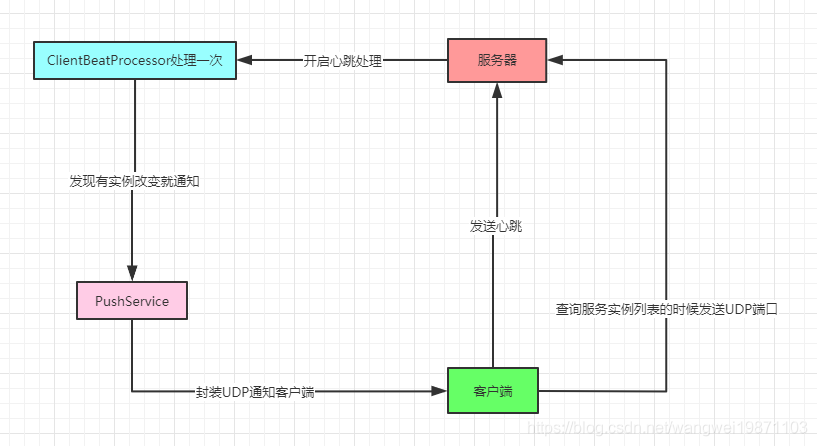 ClientBeatProcessor处理一次
开启心跳处理
服务器
发现有实例改变就通知
发送心跳
PushService
查询服务实例列表的时候发送UDP端口
封装UDP通知客户端
客户端
https://blog.csdn.net/wangwei19871103